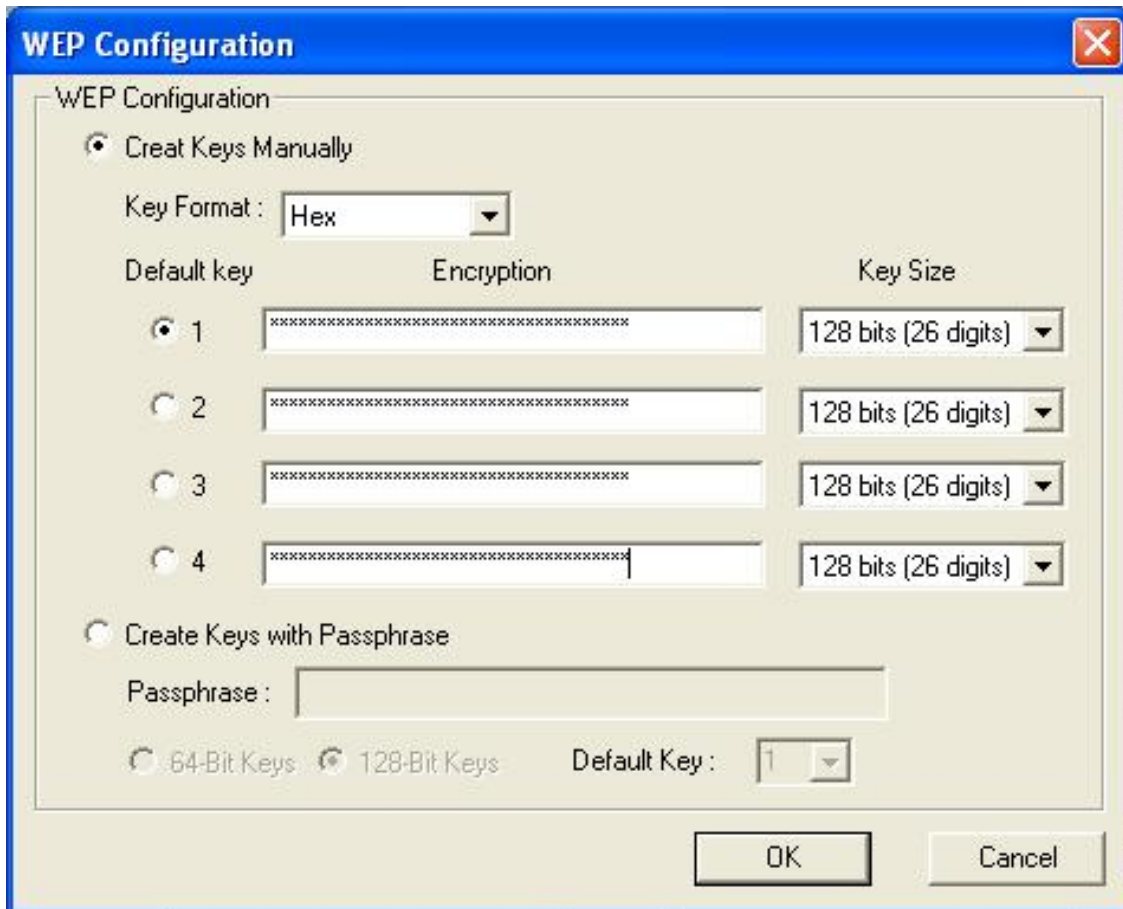 WEP Configuration
WEP Configuration
Creat Keys Manually
Key Format : Hex
Default key Encryption Key Size
1 ************************************** 128 bits (26 digits)
2 ************************************** 128 bits (26 digits)
3 ************************************** 128 bits (26 digits)
4 ************************************** 128 bits (26 digits)
Create Keys with Passphrase
Passphrase :
64-Bit Keys 128-Bit Keys Default Key : 1
OK Cancel